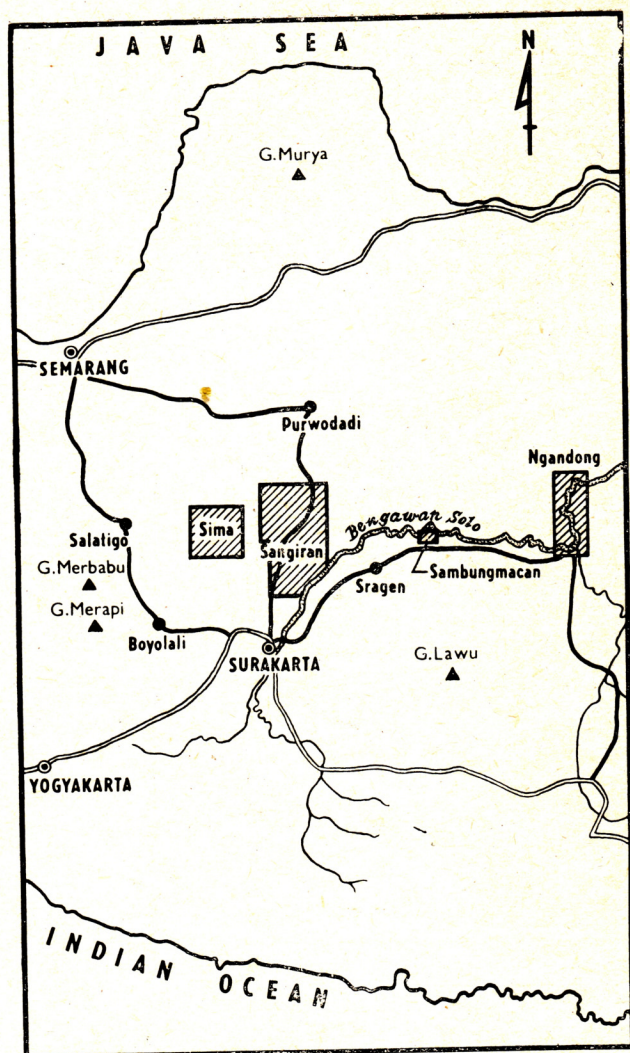 JAVA SEA
N
G.Murya
SEMARANG
Purwodadi
Ngandong
Bengawan Solo
Salatigo
Sima
Sangiran
G.Merbabu
Sragen
Sambungmacan
G.Merapi
Boyolali
SURAKARTA
G.Lawu
YOGYAKARTA
INDIAN OCEAN